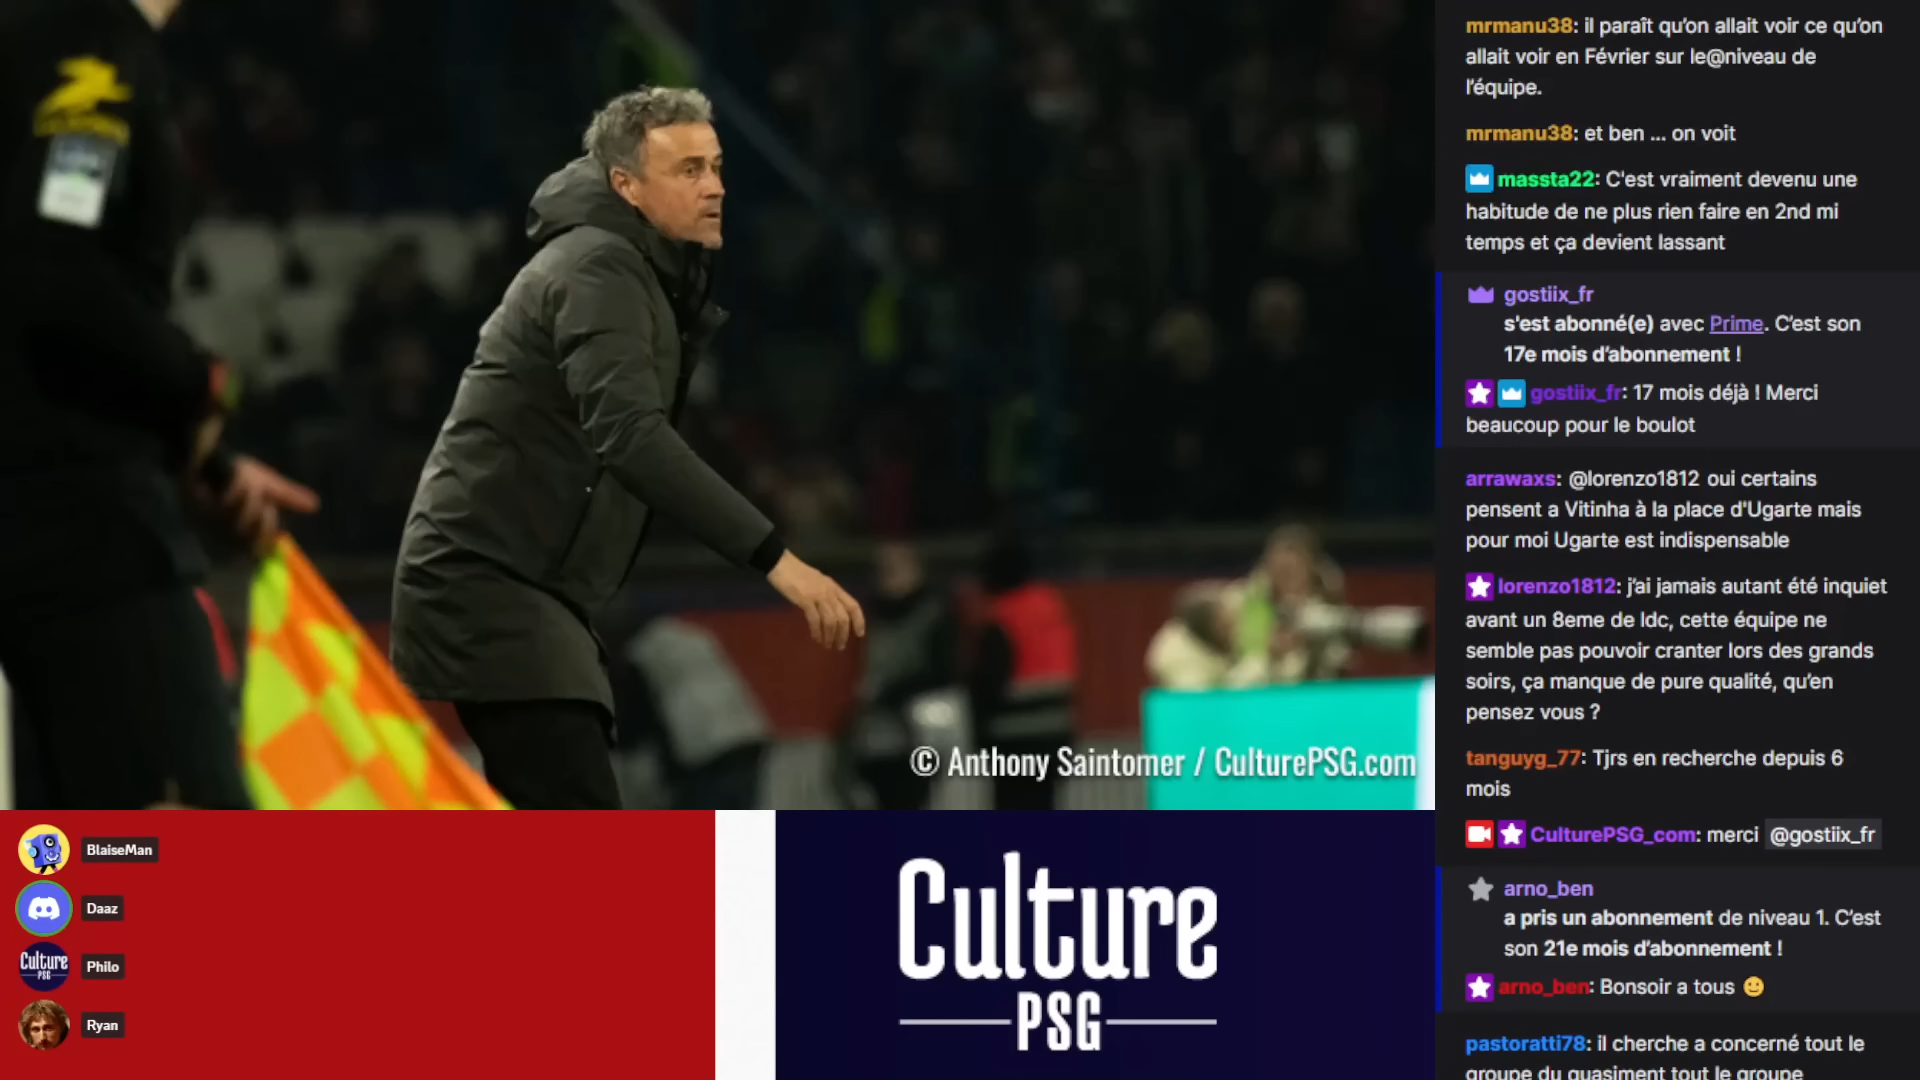 © Anthony Saintomer / CulturePSG.com
BlaiseMan
Daaz
Culture
PSG
Philo
Ryan
Culture
PSG
mrmanu38: il paraît qu'on allait voir ce qu'on
allait voir en Février sur le@niveau de
l'équipe.
mrmanu38: et ben ... on voit
massta22: C'est vraiment devenu une
habitude de ne plus rien faire en 2nd mi
temps et ça devient lassant
gostiix_fr
s'est abonné(e) avec Prime. C'est son
17e mois d'abonnement !
gostiix_fr: 17 mois déjà ! Merci
beaucoup pour le boulot
arrawaxs: @lorenzo1812 oui certains
pensent a Vitinha à la place d'Ugarte mais
pour moi Ugarte est indispensable
lorenzo1812: j'ai jamais autant été inquiet
avant un 8eme de ldc, cette équipe ne
semble pas pouvoir cranter lors des grands
soirs, ça manque de pure qualité, qu'en
pensez vous ?
tanguyg_77: Tjrs en recherche depuis 6
mois
CulturePSG_com: merci @gostiix_fr
arno_ben
a pris un abonnement de niveau 1. C'est
son 21e mois d'abonnement !
arno_ben: Bonsoir a tous
pastoratti78: il cherche a concerné tout le
groupe du quasiment tout le groupe